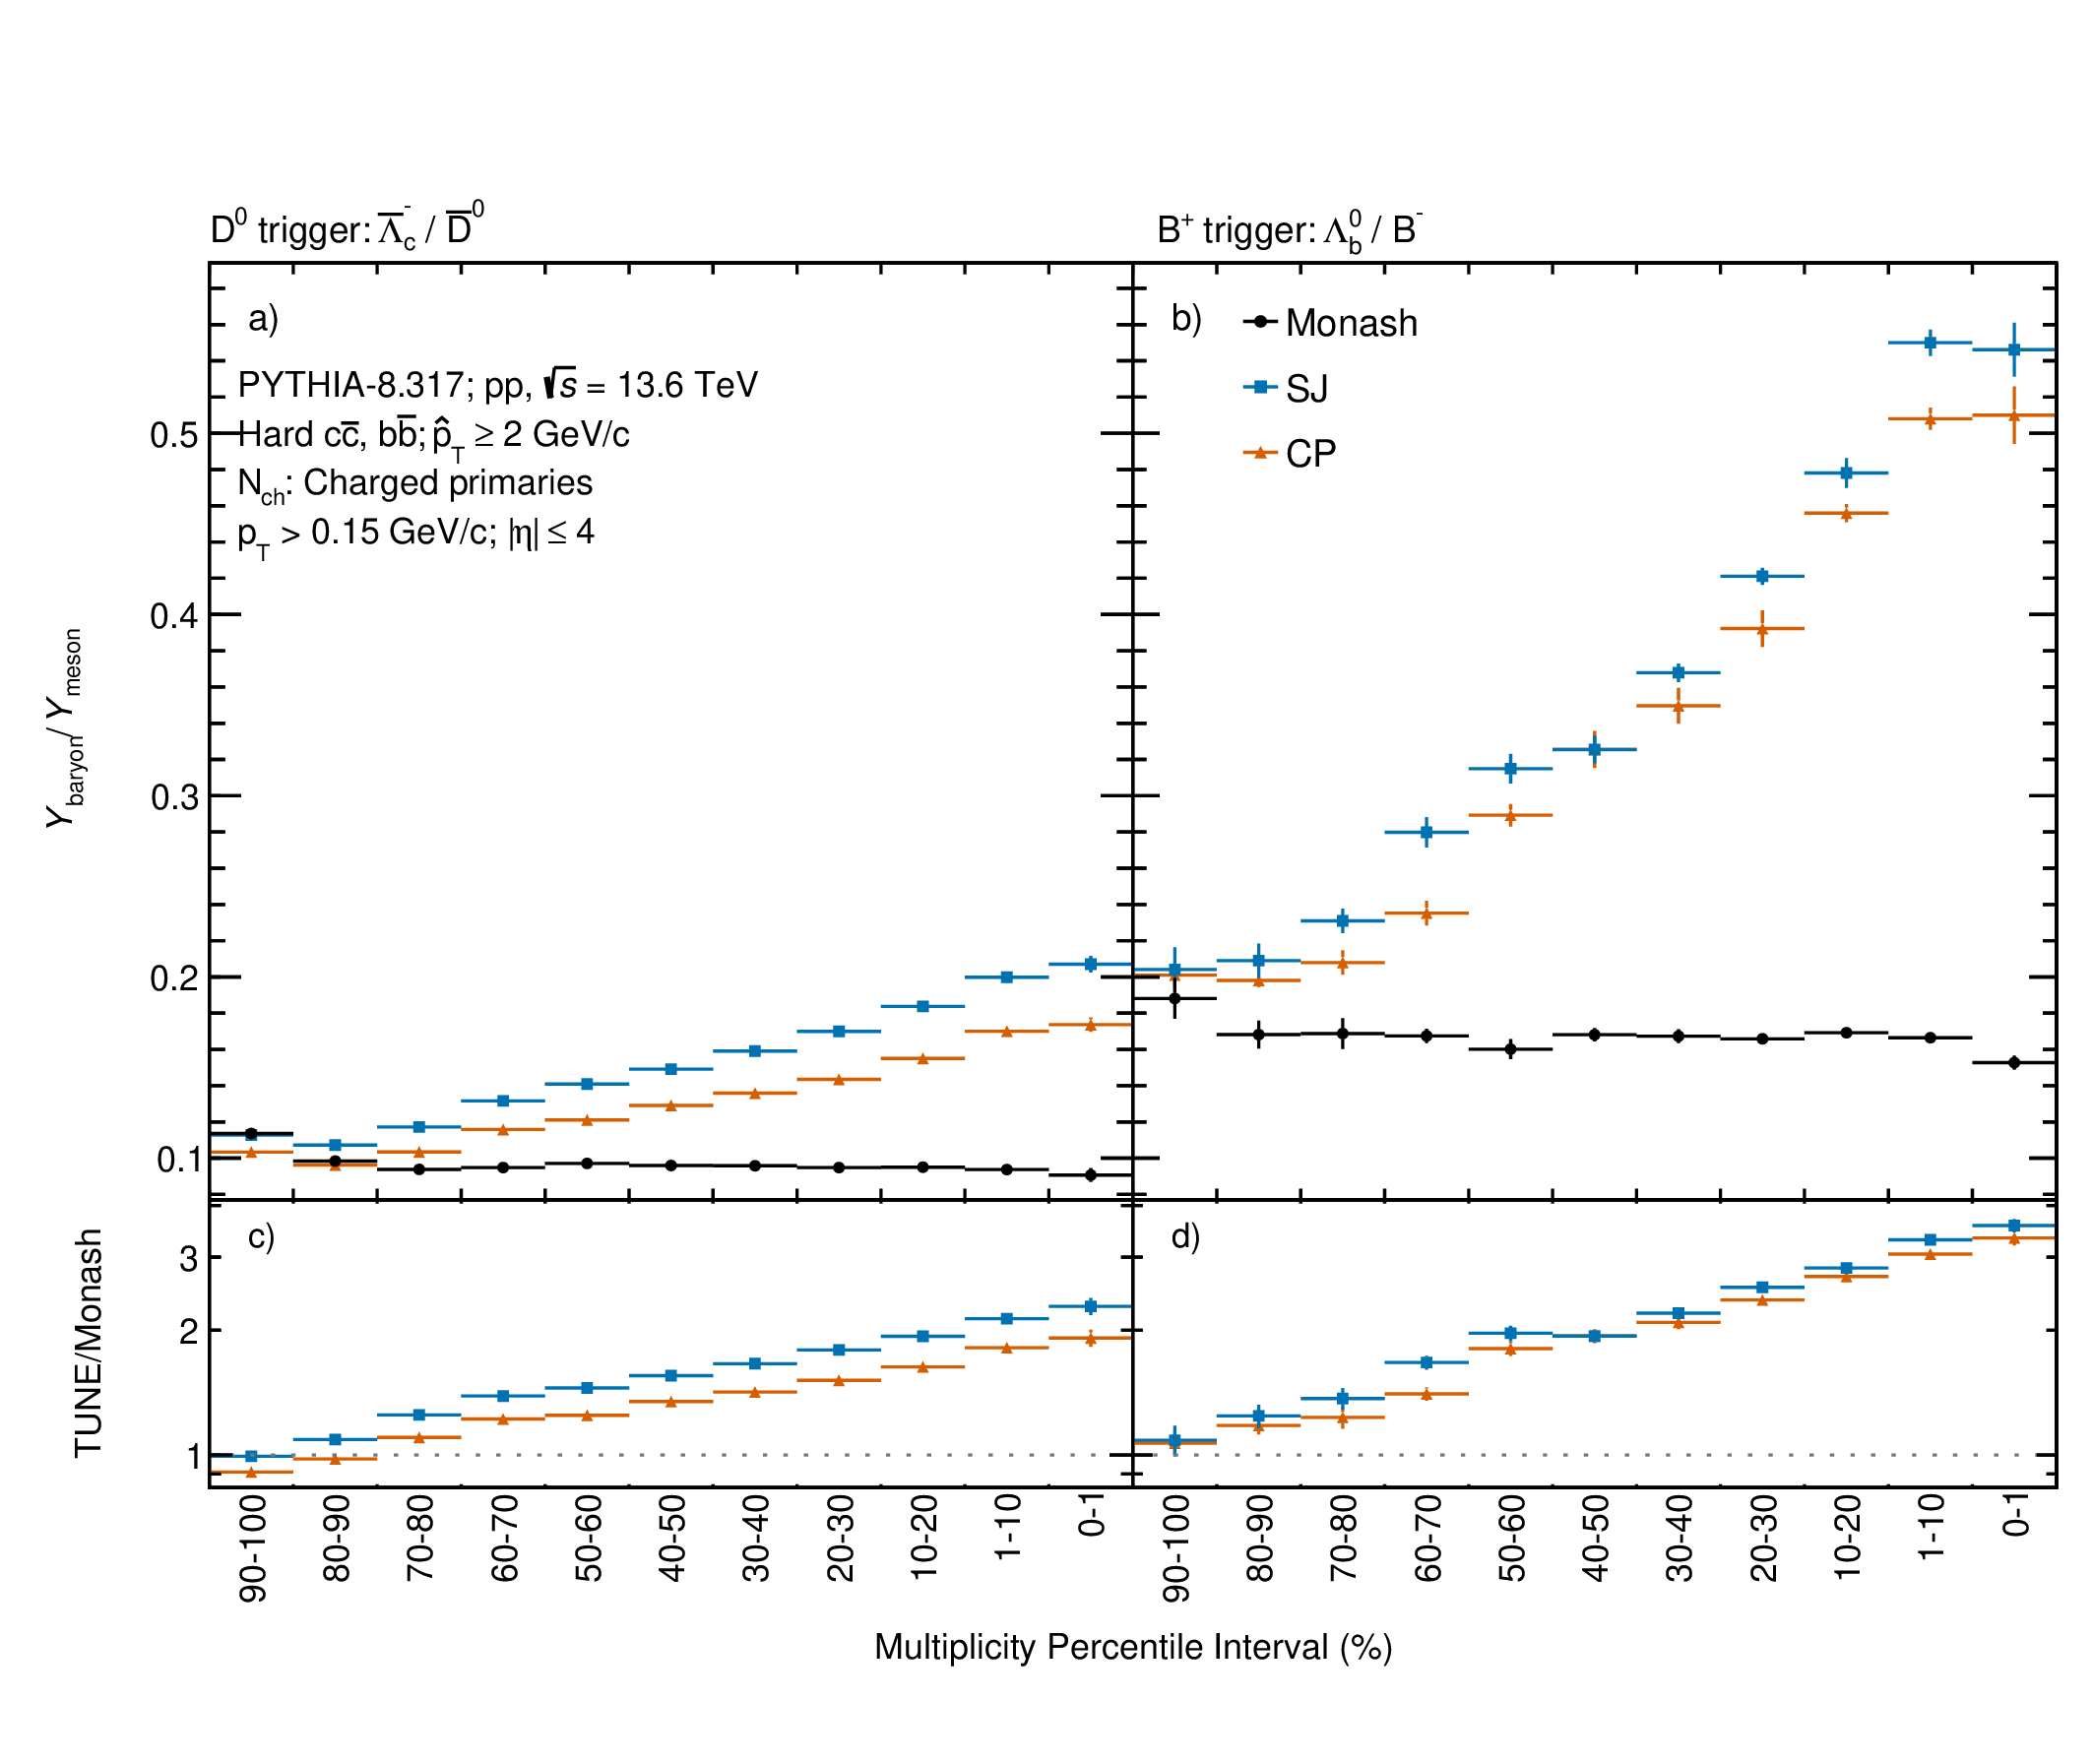 D⁰ trigger: Λ̅c⁻ / D̅⁰
B⁺ trigger: Λb⁰ / B⁻
a)
PYTHIA-8.317; pp, √s = 13.6 TeV
Hard cc̅, bb̅; p̂T ≥ 2 GeV/c
Nch: Charged primaries
pT > 0.15 GeV/c; |η| ≤ 4
b)
Monash
SJ
CP
0.5
0.4
0.3
0.2
0.1
Ybaryon/ Ymeson
c)
d)
3
2
1
TUNE/Monash
90-100 80-90 70-80 60-70 50-60 40-50 30-40 20-30 10-20 1-10 0-1
90-100 80-90 70-80 60-70 50-60 40-50 30-40 20-30 10-20 1-10 0-1
Multiplicity Percentile Interval (%)